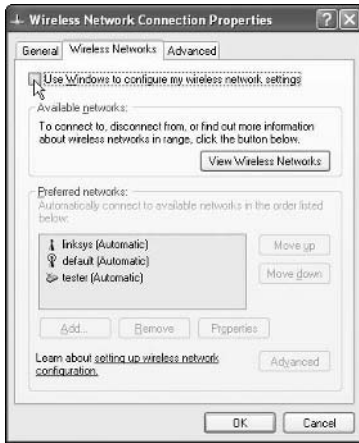 Wireless Network Connection Properties
General Wireless Networks Advanced
Use Windows to configure my wireless network settings
Available networks:
To connect to, disconnect from, or find out more information
about wireless networks in range, click the button below.
View Wireless Networks
Preferred networks:
Automatically connect to available networks in the order listed
below:
linksys (Automatic)
default (Automatic)
tester (Automatic)
Move up
Move down
Add... Remove Properties
Learn about setting up wireless network
configuration.
Advanced
OK Cancel